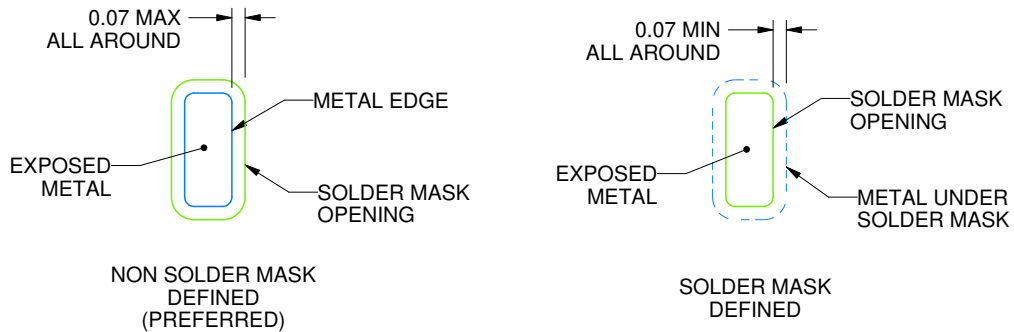 0.07 MAX
ALL AROUND
METAL EDGE
EXPOSED
METAL
SOLDER MASK
OPENING
NON SOLDER MASK
DEFINED
(PREFERRED)
0.07 MIN
ALL AROUND
SOLDER MASK
OPENING
EXPOSED
METAL
METAL UNDER
SOLDER MASK
SOLDER MASK
DEFINED